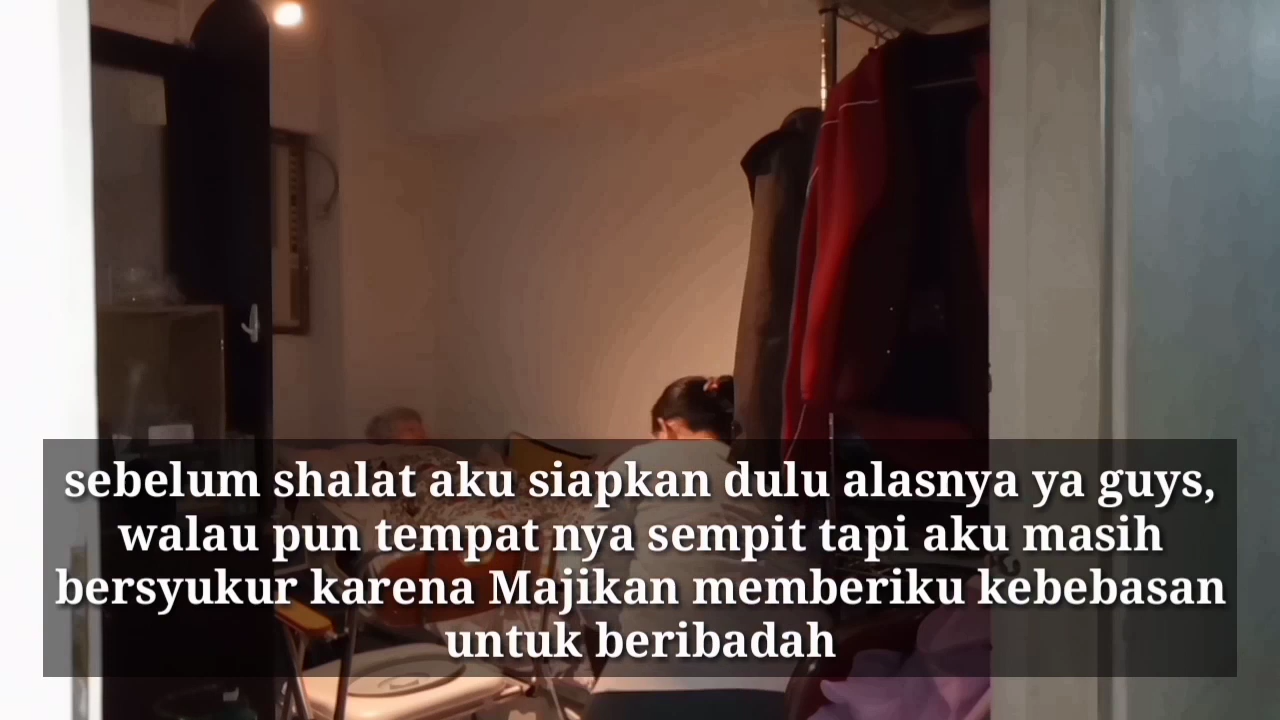 sebelum shalat aku siapkan dulu alasnya ya guys,
walau pun tempat nya sempit tapi aku masih
bersyukur karena Majikan memberiku kebebasan
untuk beribadah